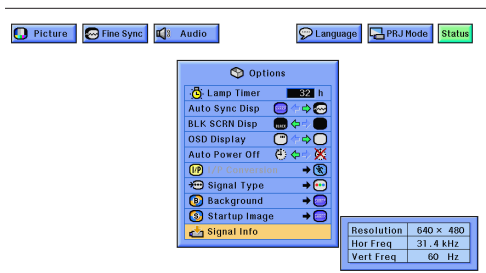 Picture
Fine Sync
Audio
Language
PRJ Mode
Status
Options
Lamp Timer 32 h
Auto Sync Disp
BLK SCRN Disp
OSD Display
Auto Power Off
I/P
Signal Type
Background
Startup Image
Signal Info
Resolution 640 × 480
Hor Freq 31.4 kHz
Vert Freq 60 Hz